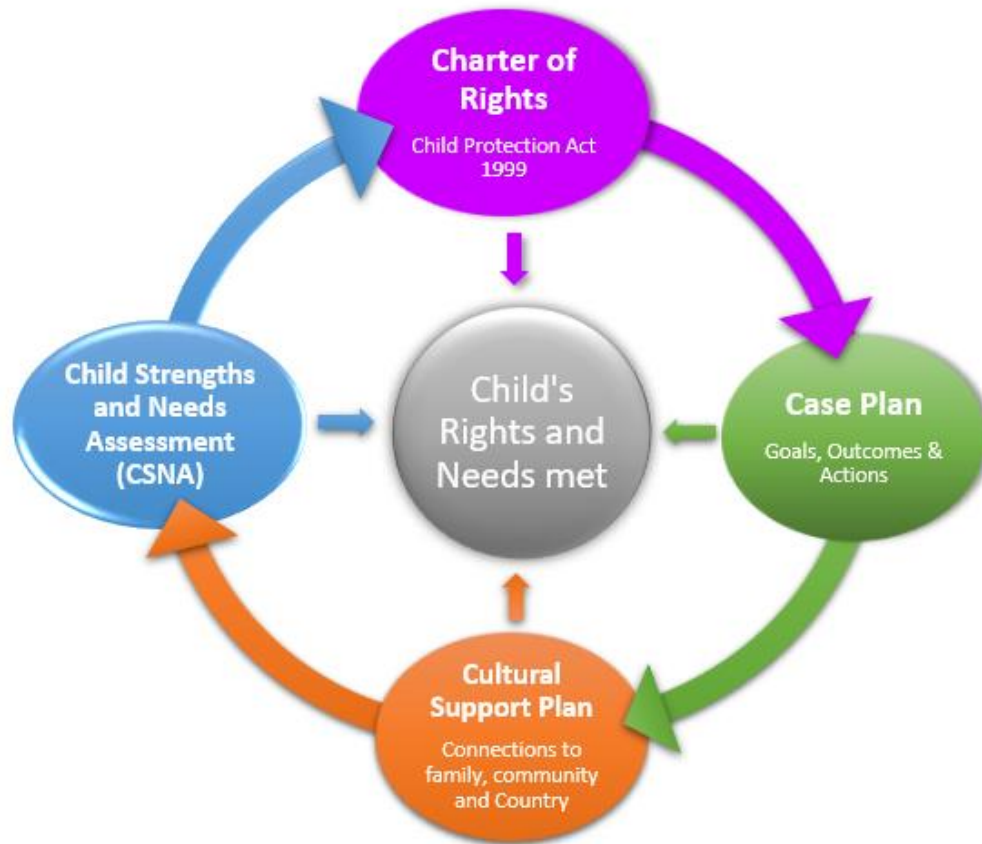 Charter of
Rights
Child Protection Act
1999
Child Strengths
and Needs
Assessment
(CSNA)
Child's
Rights and
Needs met
Case Plan
Goals, Outcomes &
Actions
Cultural
Support Plan
Connections to
family, community
and Country